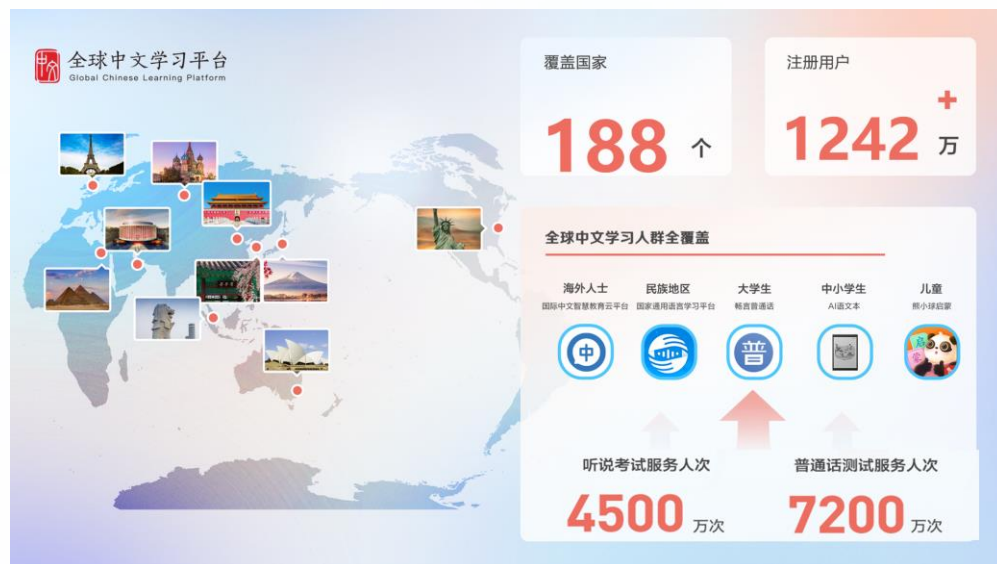 中文
全球中文学习平台
Global Chinese Learning Platform
覆盖国家
188 个
注册用户
1242+ 万
全球中文学习人群全覆盖
海外人士
国际中文智慧教育云平台
中
民族地区
国家通用语言学习平台
大学生
畅言普通话
普
中小学生
AI语文本
儿童
熊小球启蒙
启蒙
听说考试服务人次
4500 万次
普通话测试服务人次
7200 万次